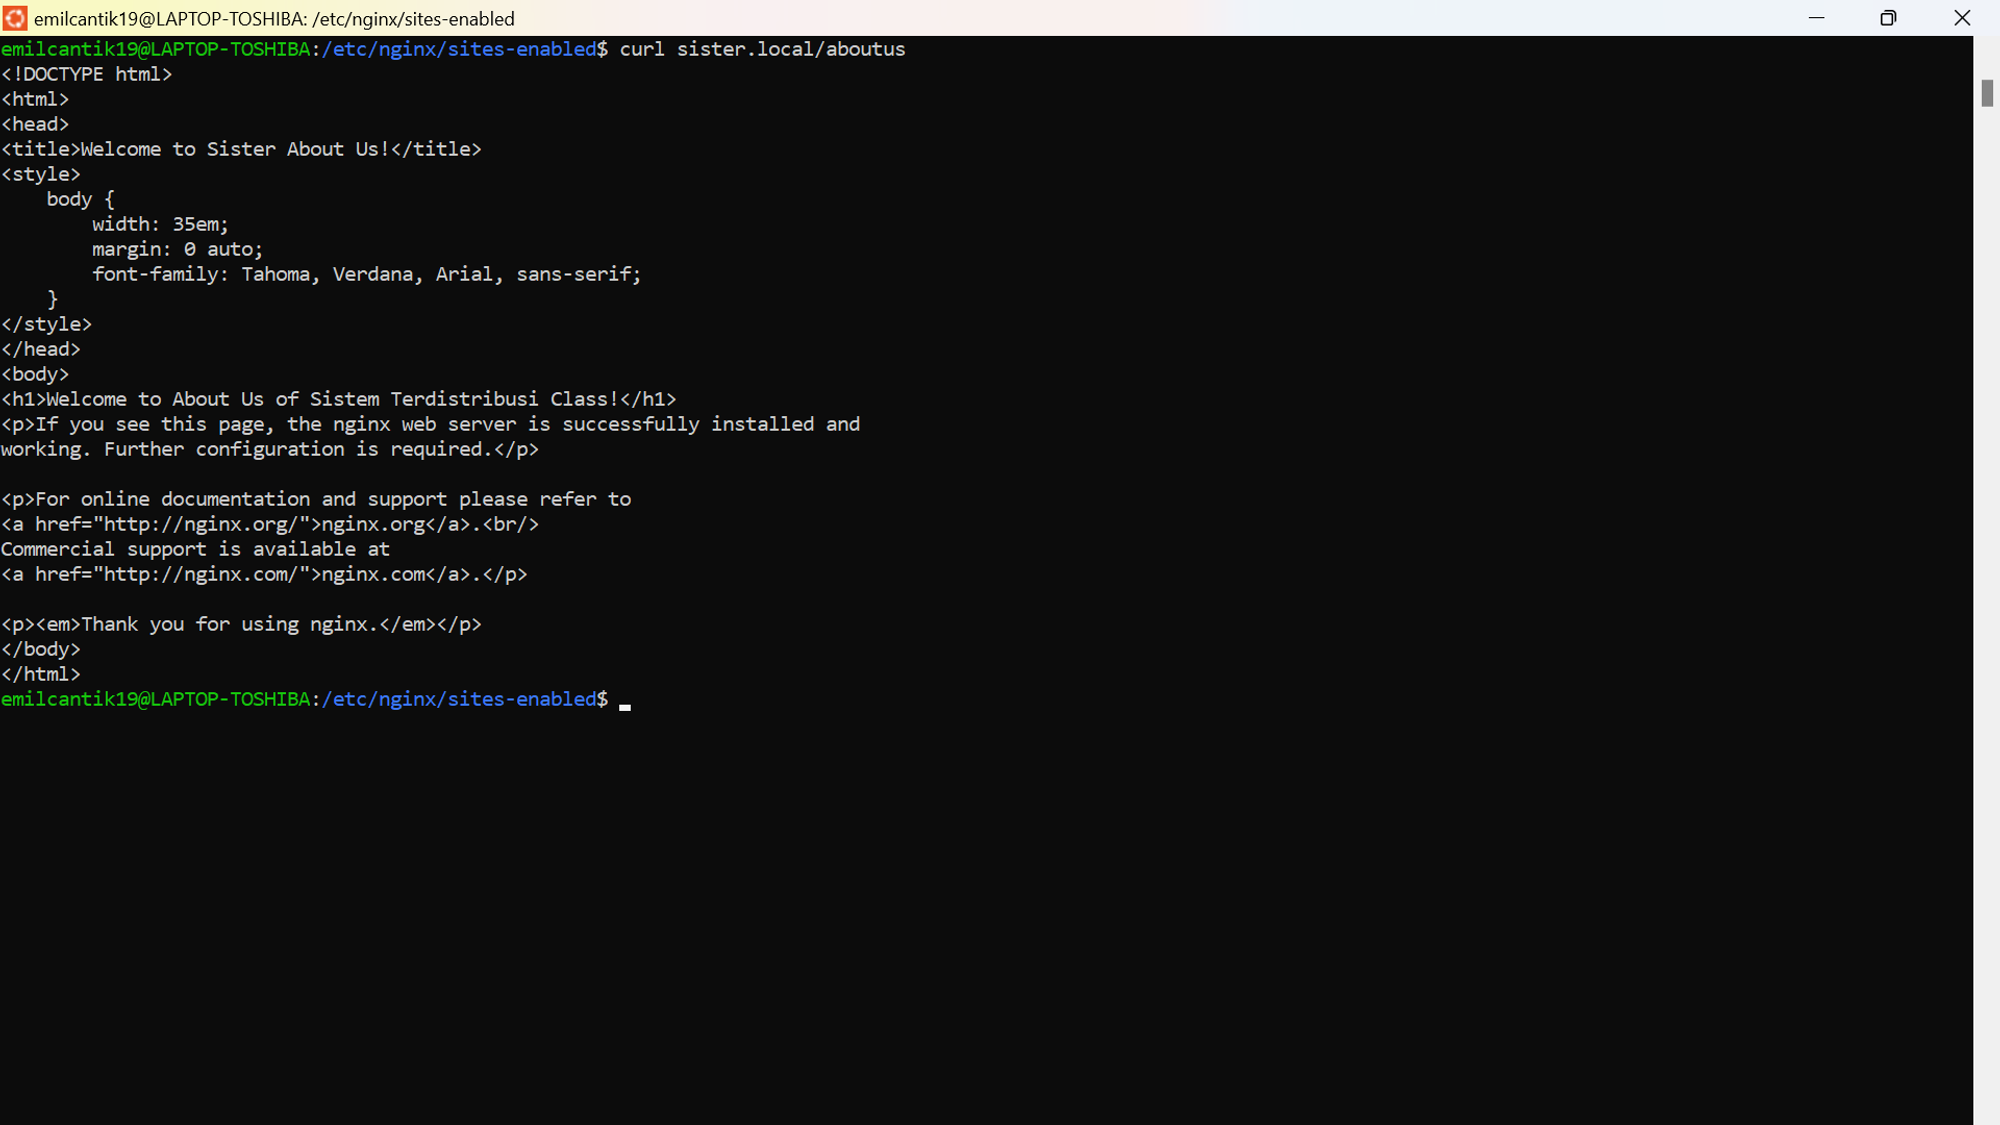 emilcantik19@LAPTOP-TOSHIBA: /etc/nginx/sites-enabled
emilcantik19@LAPTOP-TOSHIBA:/etc/nginx/sites-enabled$ curl sister.local/aboutus
<!DOCTYPE html>
<html>
<head>
<title>Welcome to Sister About Us!</title>
<style>
    body {
        width: 35em;
        margin: 0 auto;
        font-family: Tahoma, Verdana, Arial, sans-serif;
    }
</style>
</head>
<body>
<h1>Welcome to About Us of Sistem Terdistribusi Class!</h1>
<p>If you see this page, the nginx web server is successfully installed and
working. Further configuration is required.</p>

<p>For online documentation and support please refer to
<a href="http://nginx.org/">nginx.org</a>.<br/>
Commercial support is available at
<a href="http://nginx.com/">nginx.com</a>.</p>

<p><em>Thank you for using nginx.</em></p>
</body>
</html>
emilcantik19@LAPTOP-TOSHIBA:/etc/nginx/sites-enabled$